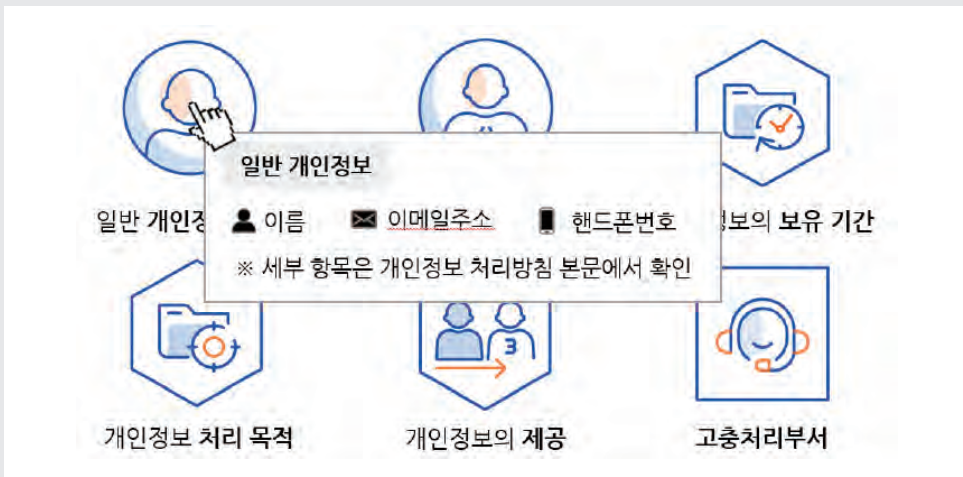 일반 개인정보
일반 개인정 이름 이메일주소 핸드폰번호 보의 보유 기간
※ 세부 항목은 개인정보 처리방침 본문에서 확인
3
개인정보 처리 목적 개인정보의 제공 고충처리부서